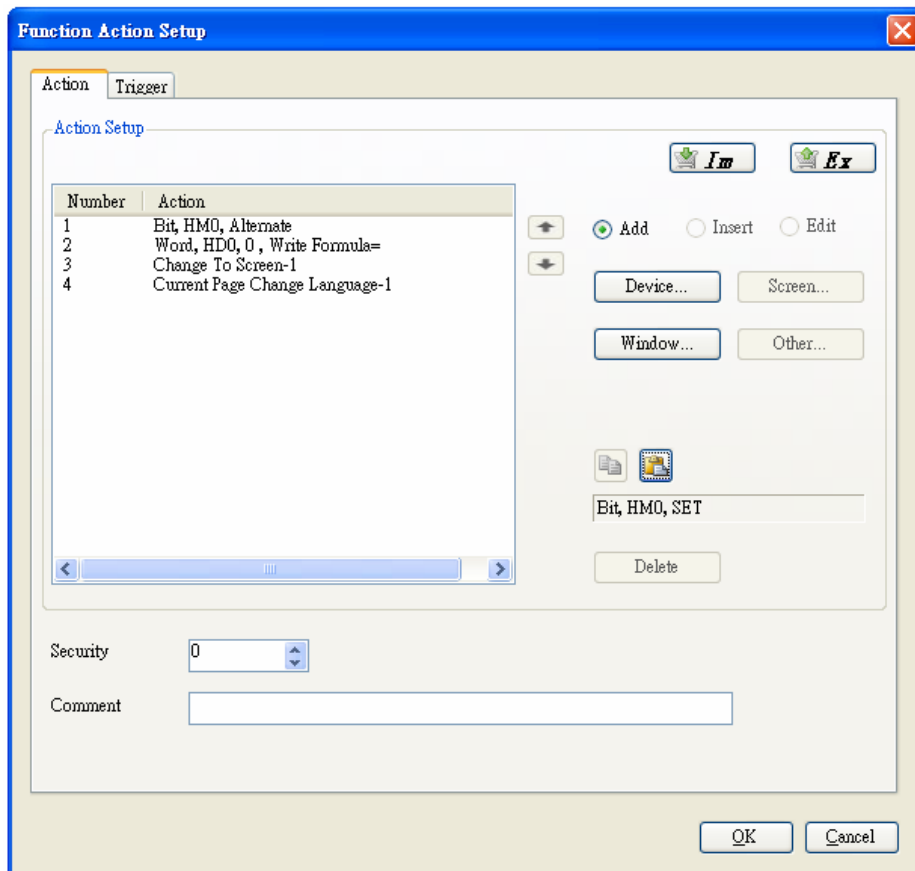 Function Action Setup
Action
Trigger
Action Setup
Im
Ex
Number Action
1 Bit, HM0, Alternate
2 Word, HD0, 0 , Write Formula=
3 Change To Screen-1
4 Current Page Change Language-1
Add Insert Edit
Device... Screen...
Window... Other...
Bit, HM0, SET
Delete
Security 0
Comment
OK Cancel